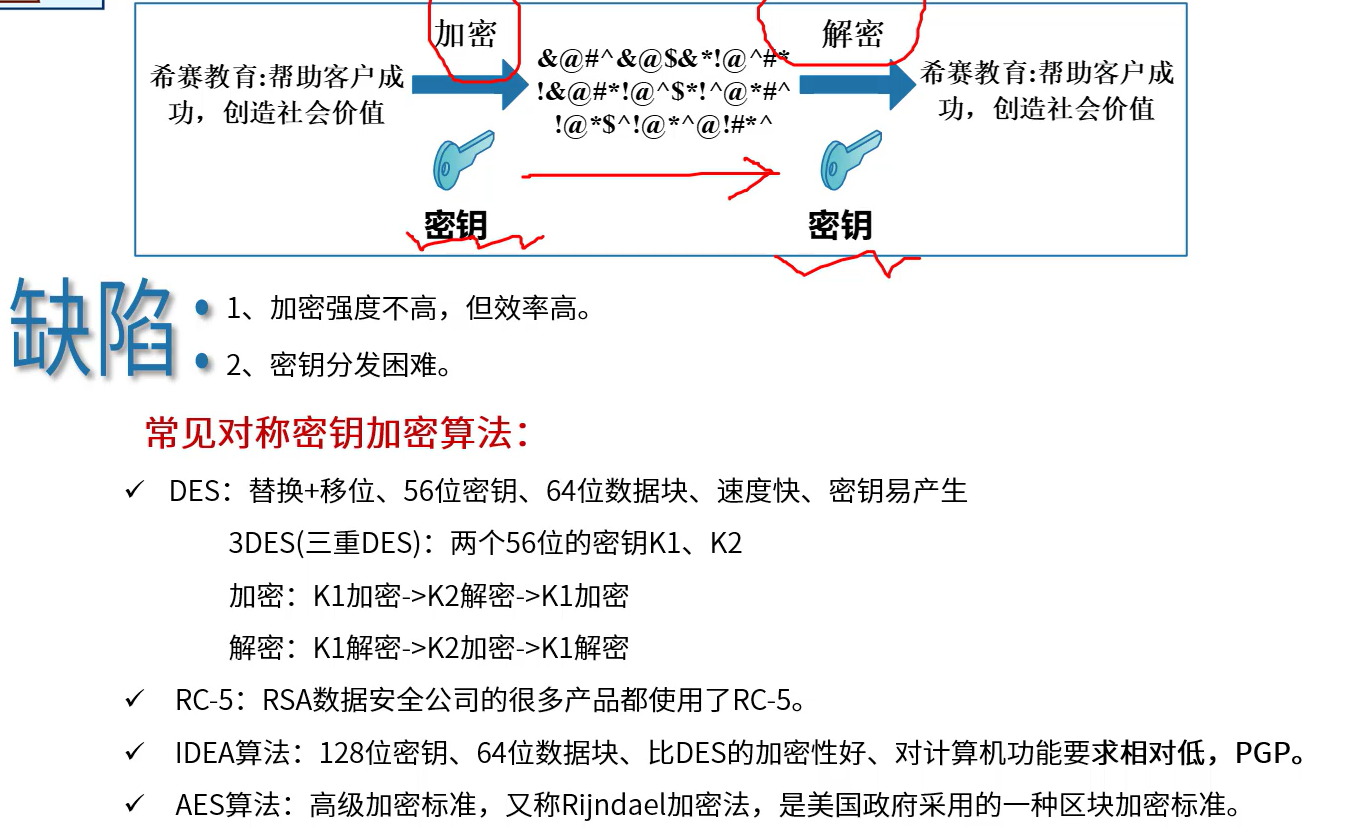 加密
解密
希赛教育:帮助客户成
功，创造社会价值
&@#^&@$&*!@^#*
!&@#*!@^$*!^@*#^
!@*$^!@*^@!#*^
希赛教育:帮助客户成
功，创造社会价值
密钥
密钥
缺陷：
1、加密强度不高，但效率高。
2、密钥分发困难。
常见对称密钥加密算法：
✓ DES：替换+移位、56位密钥、64位数据块、速度快、密钥易产生
3DES(三重DES)：两个56位的密钥K1、K2
加密：K1加密->K2解密->K1加密
解密：K1解密->K2加密->K1解密
✓ RC-5：RSA数据安全公司的很多产品都使用了RC-5。
✓ IDEA算法：128位密钥、64位数据块、比DES的加密性好、对计算机功能要求相对低，PGP。
✓ AES算法：高级加密标准，又称Rijndael加密法，是美国政府采用的一种区块加密标准。